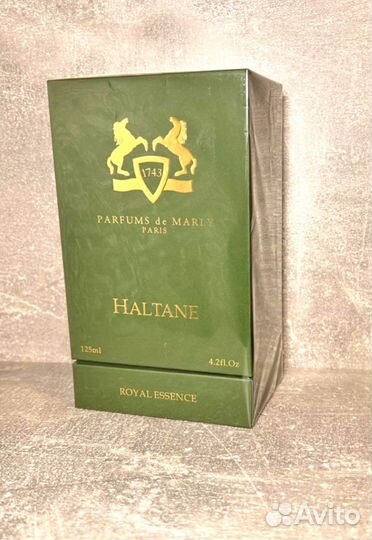 1743
PARFUMS de MARLY
PARIS
HALTANE
125ml 4.2fl.Oz
ROYAL ESSENCE
Avito